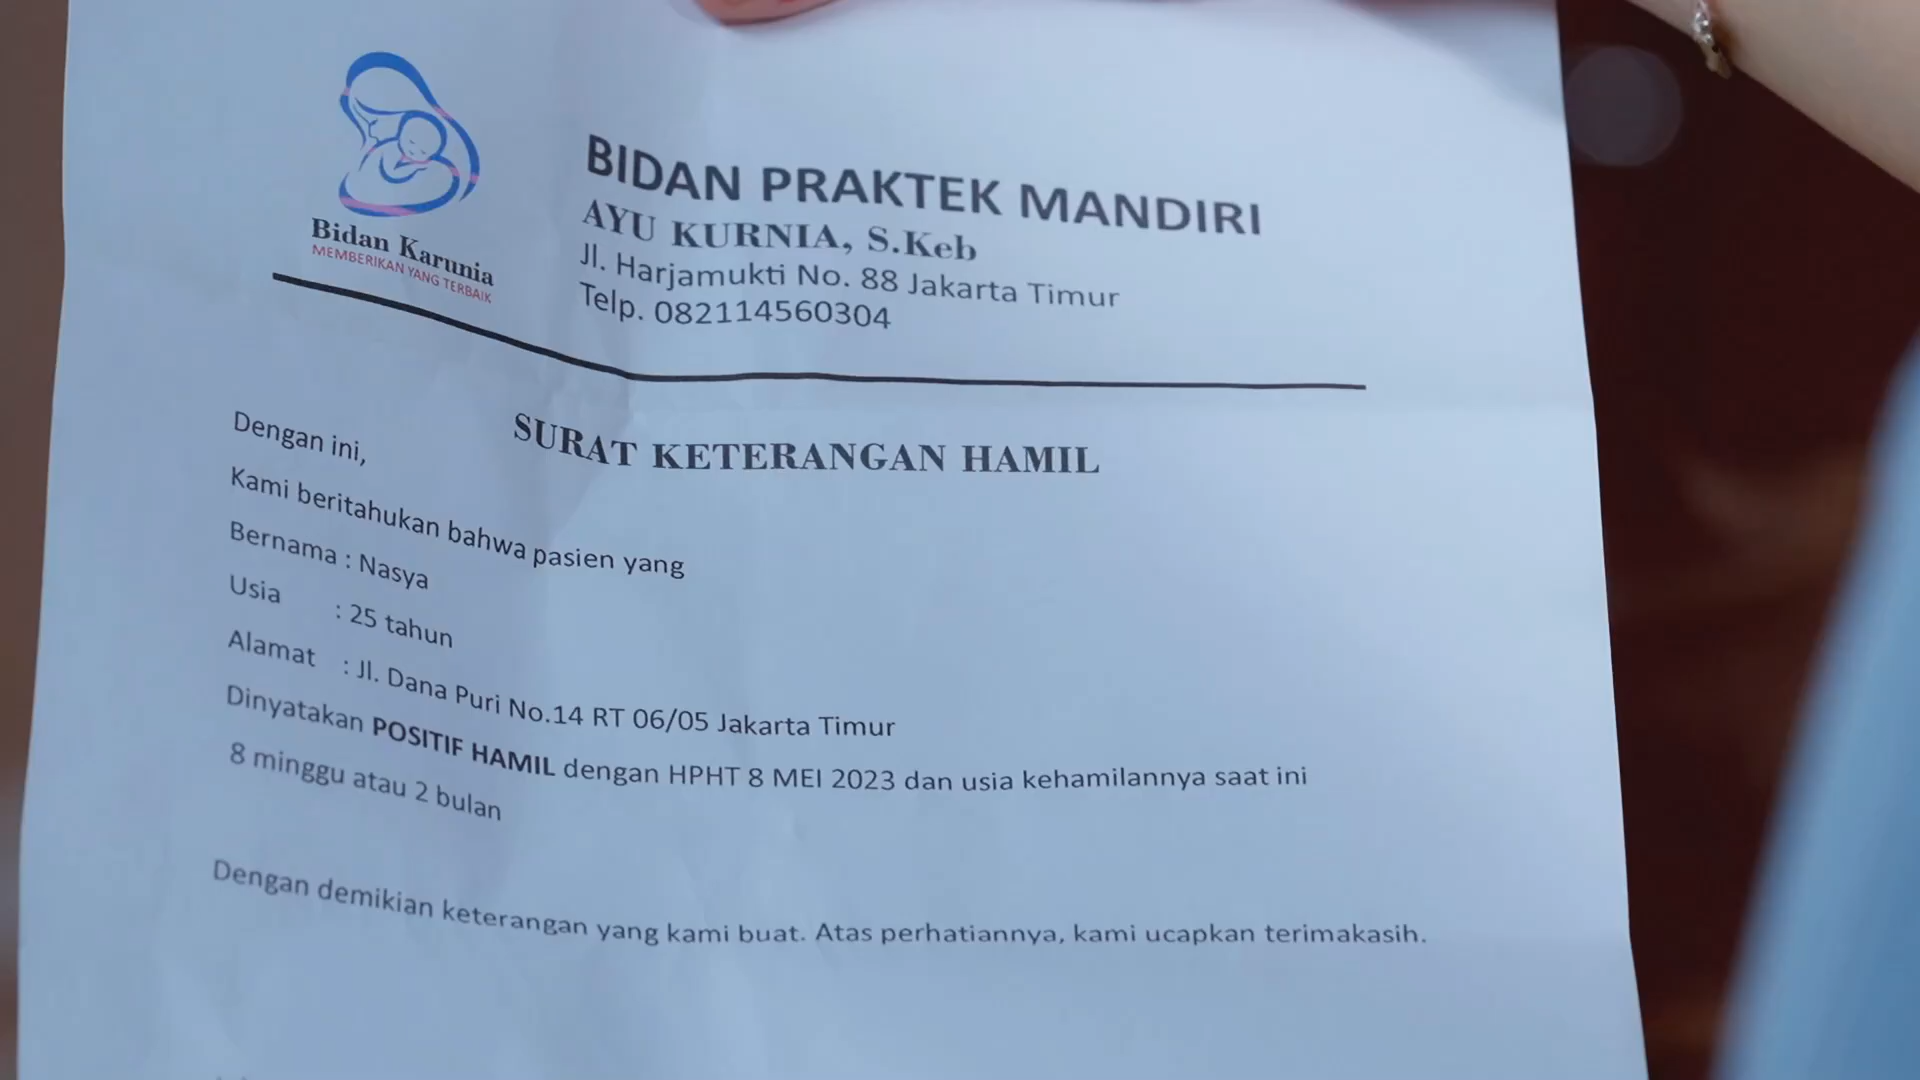 Bidan Karunia
MEMBERIKAN YANG TERBAIK
BIDAN PRAKTEK MANDIRI
AYU KURNIA, S.Keb
Jl. Harjamukti No. 88 Jakarta Timur
Telp. 082114560304
SURAT KETERANGAN HAMIL
Dengan ini,
Kami beritahukan bahwa pasien yang
Bernama : Nasya
Usia : 25 tahun
Alamat : Jl. Dana Puri No.14 RT 06/05 Jakarta Timur
Dinyatakan POSITIF HAMIL dengan HPHT 8 MEI 2023 dan usia kehamilannya saat ini
8 minggu atau 2 bulan
Dengan demikian keterangan yang kami buat. Atas perhatiannya, kami ucapkan terimakasih.